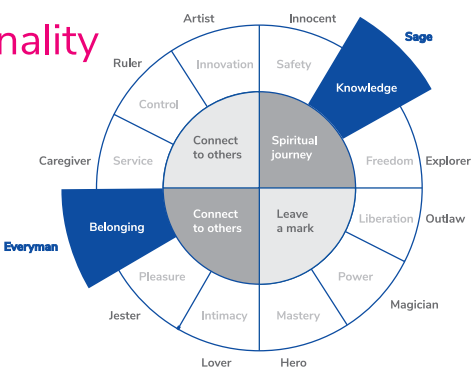 nality
Artist
Innocent
Sage
Ruler
Innovation
Safety
Knowledge
Control
Connect
to others
Spiritual
journey
Caregiver
Service
Freedom
Explorer
Belonging
Connect
to others
Leave
a mark
Liberation
Outlaw
Everyman
Pleasure
Power
Jester
Intimacy
Mastery
Magician
Lover
Hero